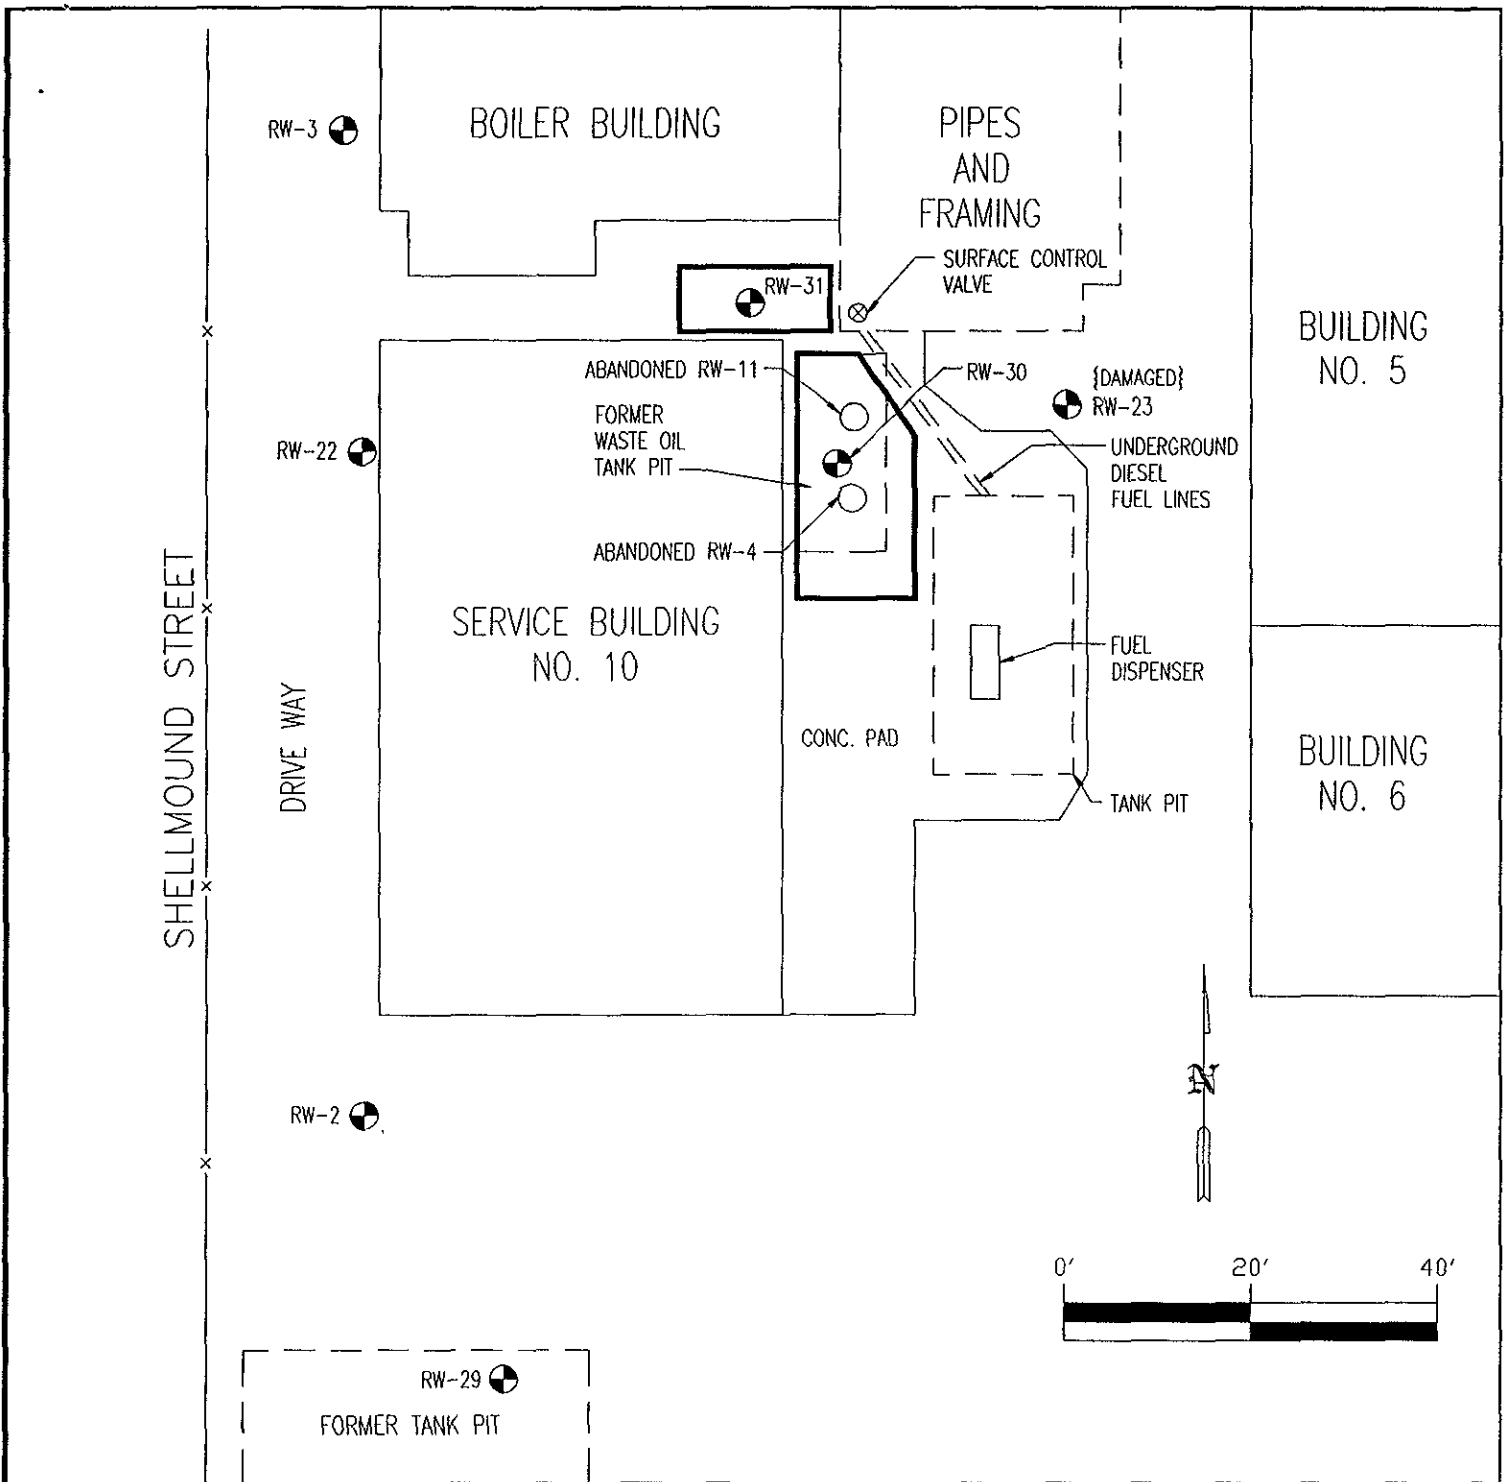 RW-3
BOILER BUILDING
PIPES
AND
FRAMING
SURFACE CONTROL
VALVE
RW-31
BUILDING
NO. 5
ABANDONED RW-11
RW-30
{DAMAGED}
RW-23
FORMER
WASTE OIL
TANK PIT
RW-22
UNDERGROUND
DIESEL
FUEL LINES
ABANDONED RW-4
SERVICE BUILDING
NO. 10
SHELLMOUND STREET
DRIVE WAY
FUEL
DISPENSER
CONC. PAD
BUILDING
NO. 6
TANK PIT
N
RW-2
0' 20' 40'
RW-29
FORMER TANK PIT